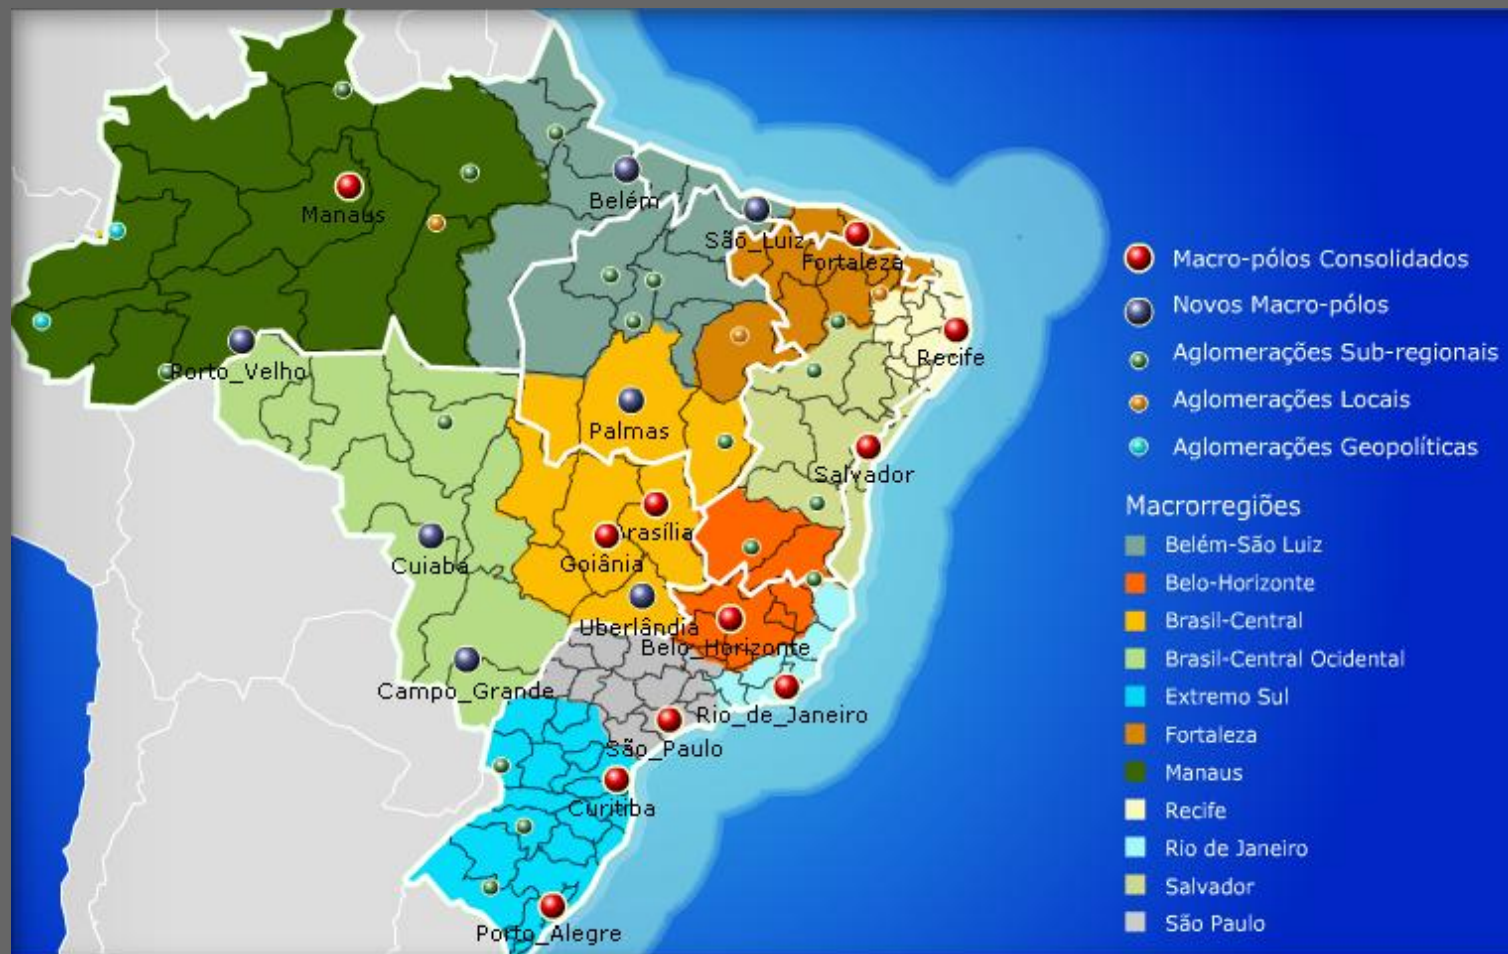 Manaus
Belém
São_Luiz
Fortaleza
Recife
Porto_Velho
Palmas
Salvador
Brasília
Goiânia
Cuiabá
Uberlândia
Belo_Horizonte
Campo_Grande
Rio_de_Janeiro
São_Paulo
Curitiba
Porto_Alegre
Macro-pólos Consolidados
Novos Macro-pólos
Aglomerações Sub-regionais
Aglomerações Locais
Aglomerações Geopolíticas
Macrorregiões
Belém-São Luiz
Belo-Horizonte
Brasil-Central
Brasil-Central Ocidental
Extremo Sul
Fortaleza
Manaus
Recife
Rio de Janeiro
Salvador
São Paulo